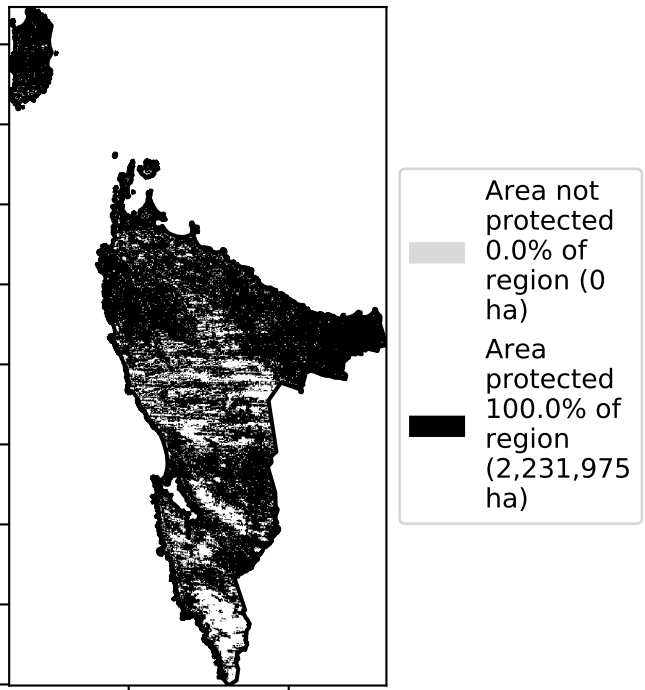 Area not
protected
0.0% of
region (0
ha)
Area
protected
100.0% of
region
(2,231,975
ha)